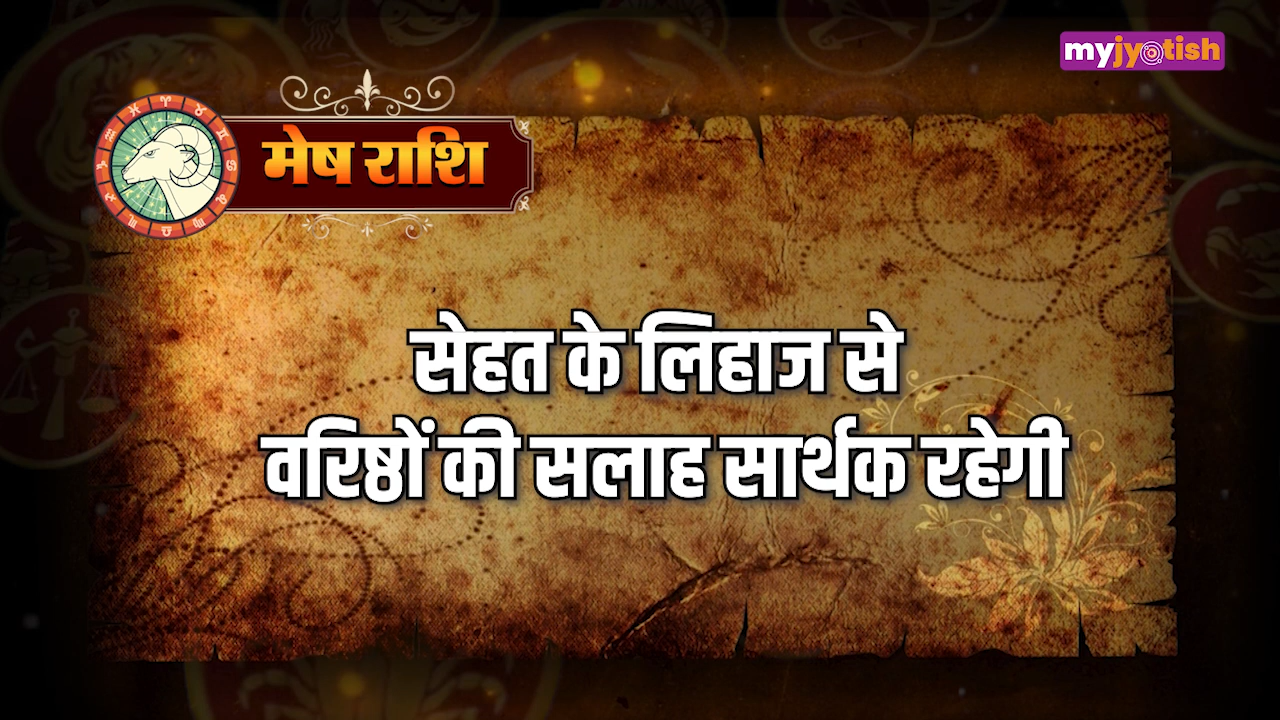 myjyotish
मेष राशि
सेहत के लिहाज से
वरिष्ठों की सलाह सार्थक रहेगी